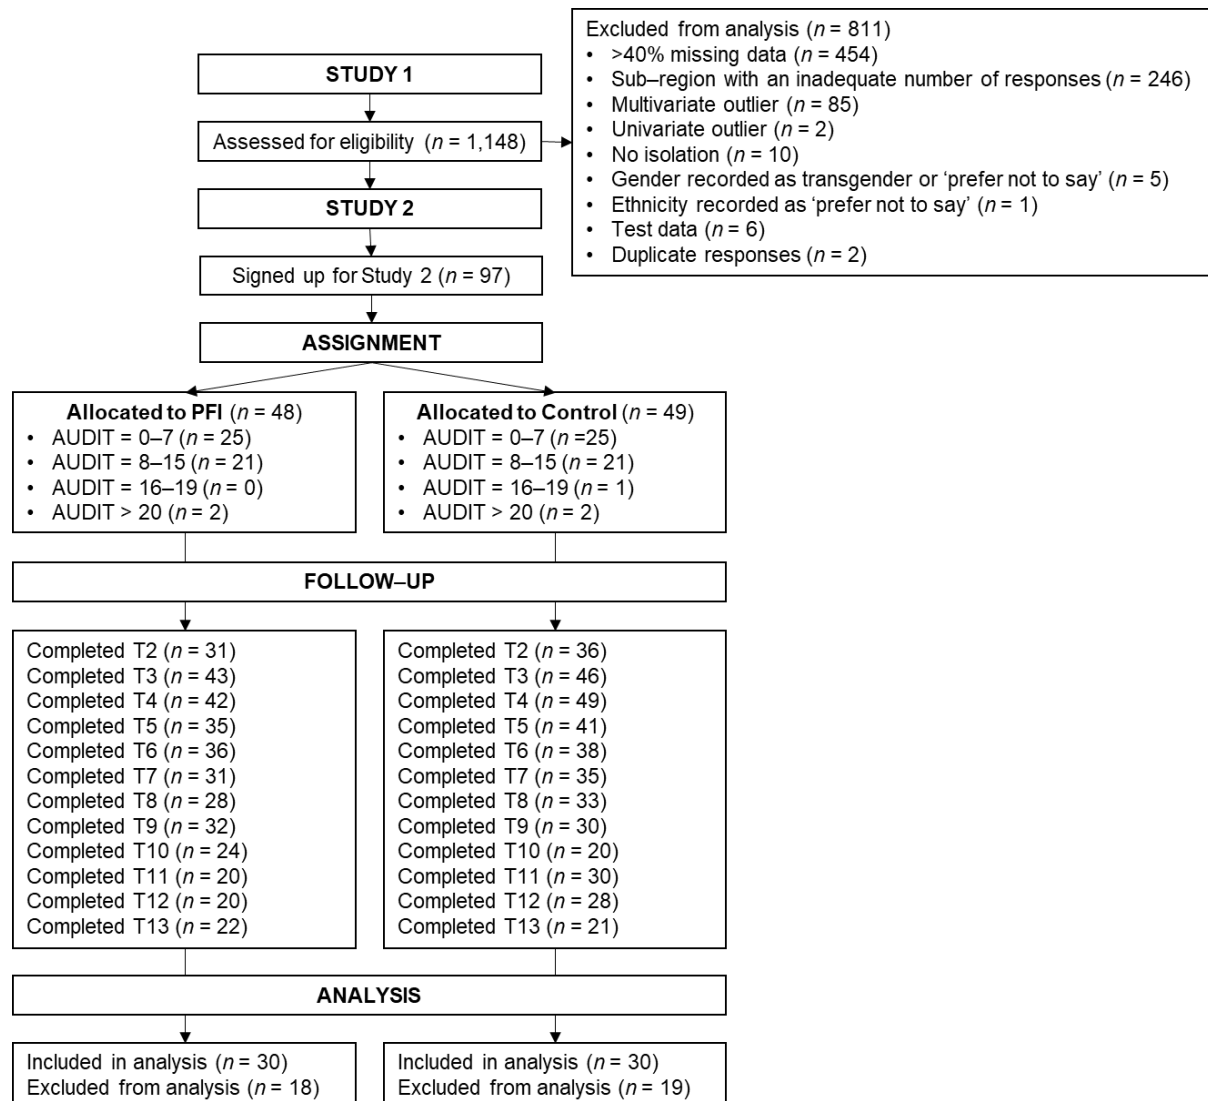 STUDY 1
Assessed for eligibility (n = 1,148)
Excluded from analysis (n = 811)
• >40% missing data (n = 454)
• Sub–region with an inadequate number of responses (n = 246)
• Multivariate outlier (n = 85)
• Univariate outlier (n = 2)
• No isolation (n = 10)
• Gender recorded as transgender or ‘prefer not to say’ (n = 5)
• Ethnicity recorded as ‘prefer not to say’ (n = 1)
• Test data (n = 6)
• Duplicate responses (n = 2)
STUDY 2
Signed up for Study 2 (n = 97)
ASSIGNMENT
Allocated to PFI (n = 48)
• AUDIT = 0–7 (n = 25)
• AUDIT = 8–15 (n = 21)
• AUDIT = 16–19 (n = 0)
• AUDIT > 20 (n = 2)
Allocated to Control (n = 49)
• AUDIT = 0–7 (n =25)
• AUDIT = 8–15 (n = 21)
• AUDIT = 16–19 (n = 1)
• AUDIT > 20 (n = 2)
FOLLOW–UP
Completed T2 (n = 31)
Completed T3 (n = 43)
Completed T4 (n = 42)
Completed T5 (n = 35)
Completed T6 (n = 36)
Completed T7 (n = 31)
Completed T8 (n = 28)
Completed T9 (n = 32)
Completed T10 (n = 24)
Completed T11 (n = 20)
Completed T12 (n = 20)
Completed T13 (n = 22)
Completed T2 (n = 36)
Completed T3 (n = 46)
Completed T4 (n = 49)
Completed T5 (n = 41)
Completed T6 (n = 38)
Completed T7 (n = 35)
Completed T8 (n = 33)
Completed T9 (n = 30)
Completed T10 (n = 20)
Completed T11 (n = 30)
Completed T12 (n = 28)
Completed T13 (n = 21)
ANALYSIS
Included in analysis (n = 30)
Excluded from analysis (n = 18)
Included in analysis (n = 30)
Excluded from analysis (n = 19)